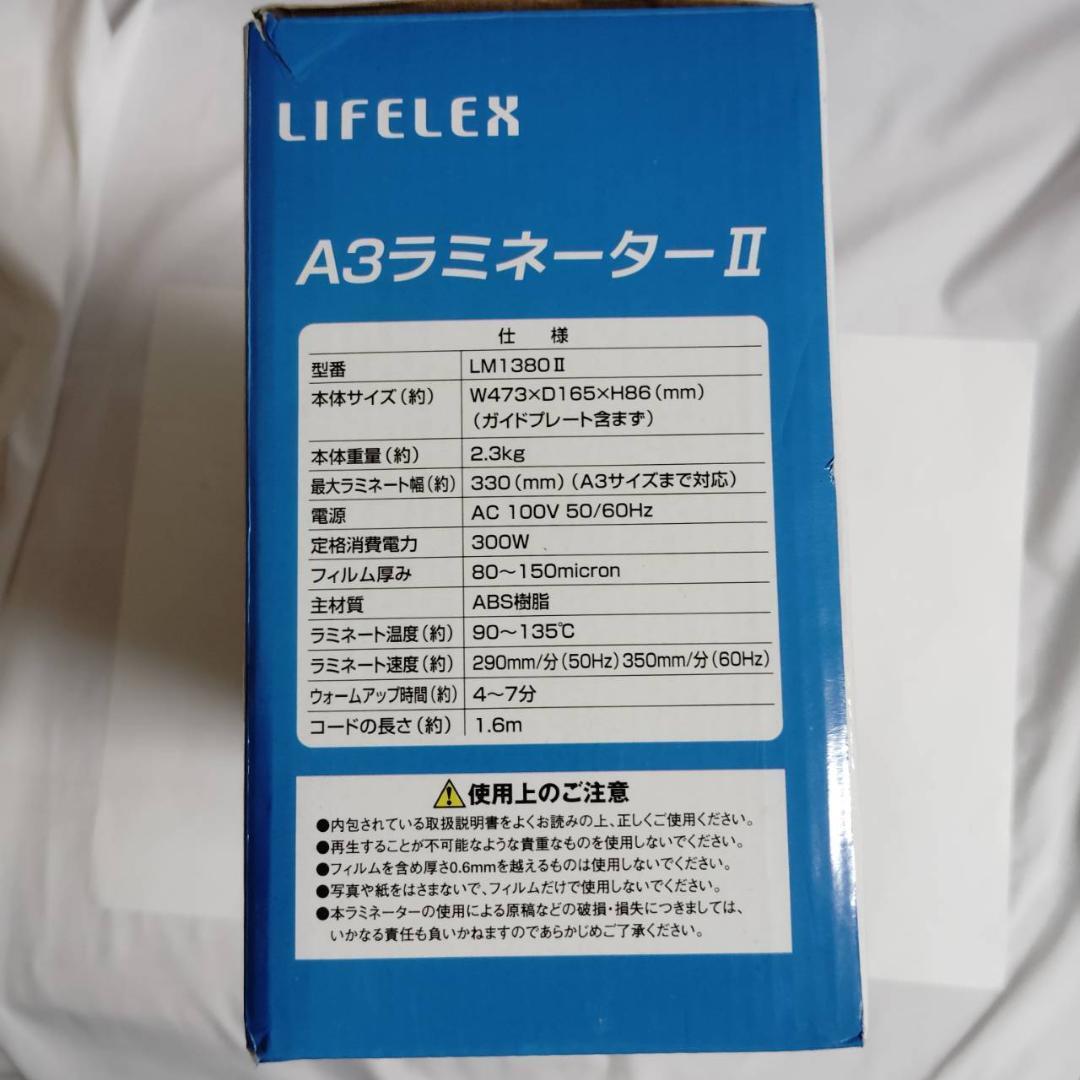 LIFELEX
A3ラミネーターⅡ
仕 様
型番 LM1380Ⅱ
本体サイズ(約) W473×D165×H86(mm)
(ガイドプレート含まず)
本体重量(約) 2.3kg
最大ラミネート幅(約) 330(mm)(A3サイズまで対応)
電源 AC 100V 50/60Hz
定格消費電力 300W
フィルム厚み 80～150micron
主材質 ABS樹脂
ラミネート温度(約) 90～135℃
ラミネート速度(約) 290mm/分(50Hz)350mm/分(60Hz)
ウォームアップ時間(約) 4～7分
コードの長さ(約) 1.6m
使用上のご注意
●内包されている取扱説明書をよくお読みの上、正しくご使用ください。
●再生することが不可能なような貴重なものを使用しないでください。
●フィルムを含め厚さ0.6mmを越えるものは使用しないでください。
●写真や紙をはさまないで、フィルムだけで使用しないでください。
●本ラミネーターの使用による原稿などの破損・損失につきましては、
いかなる責任も負いかねますのであらかじめご了承ください。